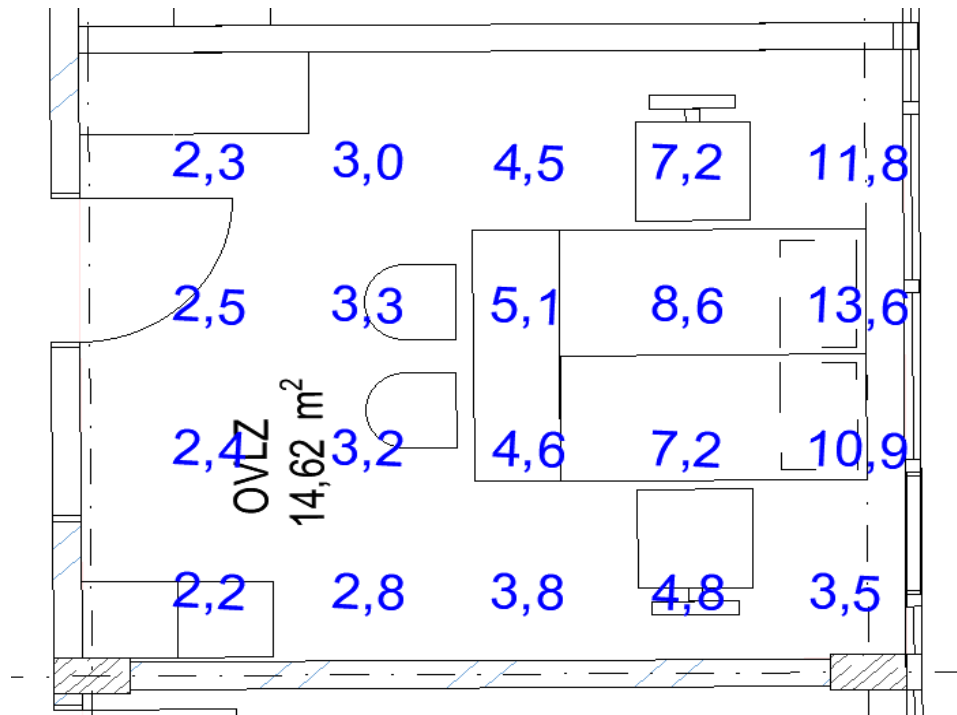 2,3 3,0 4,5 7,2 11,8
2,5 3,3 5,1 8,6 13,6
2,4 3,2 4,6 7,2 10,9
OVLZ
14,62 m²
2,2 2,8 3,8 4,8 3,5